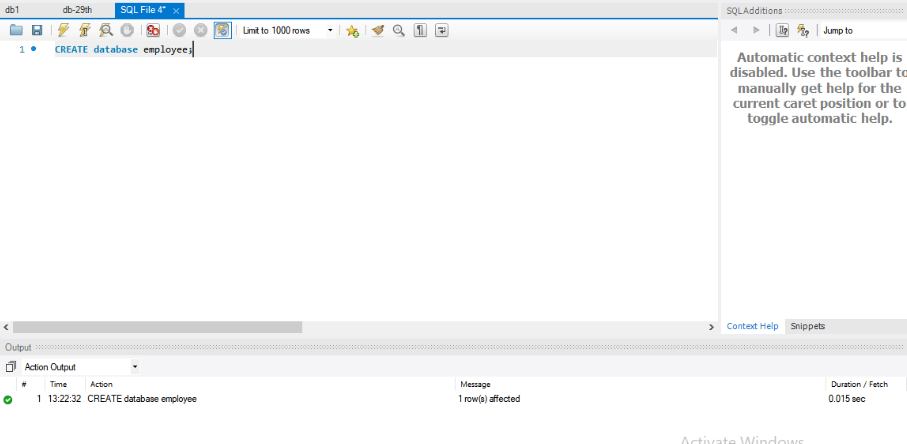 db1 db-29th SQL File 4* ×
SQLAdditions
Limit to 1000 rows
Jump to
1 CREATE database employee;
Automatic context help is
disabled. Use the toolbar to
manually get help for the
current caret position or to
toggle automatic help.
Context Help Snippets
Output
Action Output
# Time Action Message Duration / Fetch
1 13:22:32 CREATE database employee 1 row(s) affected 0.015 sec
Activate Windows